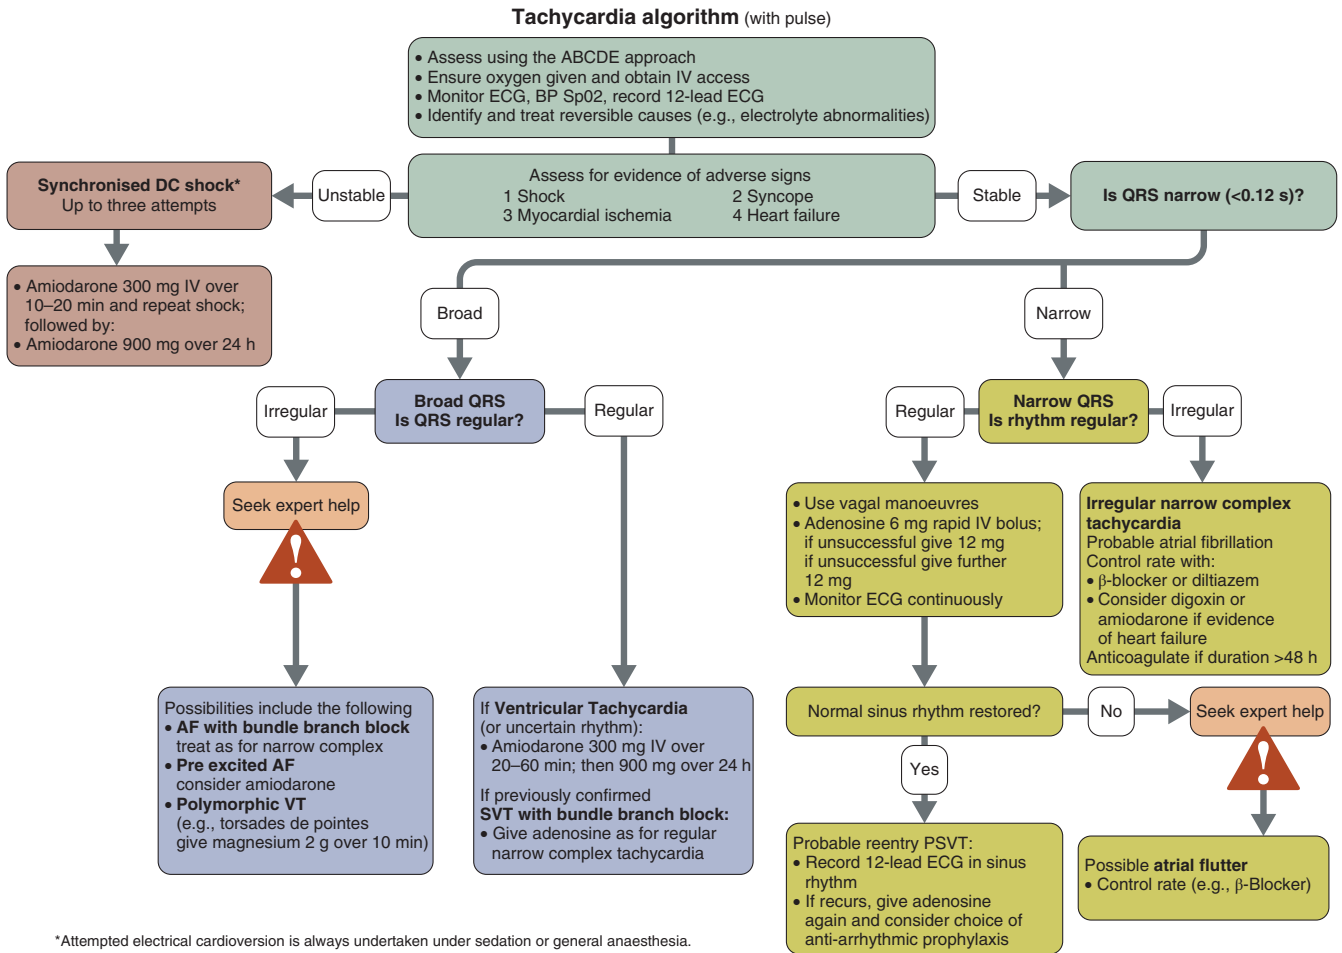 Tachycardia algorithm (with pulse)
• Assess using the ABCDE approach
• Ensure oxygen given and obtain IV access
• Monitor ECG, BP Sp02, record 12-lead ECG
• Identify and treat reversible causes (e.g., electrolyte abnormalities)
Synchronised DC shock*
Up to three attempts
Unstable
Assess for evidence of adverse signs
1 Shock 2 Syncope
3 Myocardial ischemia 4 Heart failure
Stable
Is QRS narrow (<0.12 s)?
• Amiodarone 300 mg IV over
10–20 min and repeat shock;
followed by:
• Amiodarone 900 mg over 24 h
Broad
Narrow
Irregular
Broad QRS
Is QRS regular?
Regular
Regular
Narrow QRS
Is rhythm regular?
Irregular
Seek expert help
!
• Use vagal manoeuvres
• Adenosine 6 mg rapid IV bolus;
if unsuccessful give 12 mg
if unsuccessful give further
12 mg
• Monitor ECG continuously
Irregular narrow complex
tachycardia
Probable atrial fibrillation
Control rate with:
• β-blocker or diltiazem
• Consider digoxin or
amiodarone if evidence
of heart failure
Anticoagulate if duration >48 h
Possibilities include the following
• AF with bundle branch block
treat as for narrow complex
• Pre excited AF
consider amiodarone
• Polymorphic VT
(e.g., torsades de pointes
give magnesium 2 g over 10 min)
If Ventricular Tachycardia
(or uncertain rhythm):
• Amiodarone 300 mg IV over
20–60 min; then 900 mg over 24 h
If previously confirmed
SVT with bundle branch block:
• Give adenosine as for regular
narrow complex tachycardia
Normal sinus rhythm restored?
No
Seek expert help
!
Yes
Probable reentry PSVT:
• Record 12-lead ECG in sinus
rhythm
• If recurs, give adenosine
again and consider choice of
anti-arrhythmic prophylaxis
Possible atrial flutter
• Control rate (e.g., β-Blocker)
*Attempted electrical cardioversion is always undertaken under sedation or general anaesthesia.